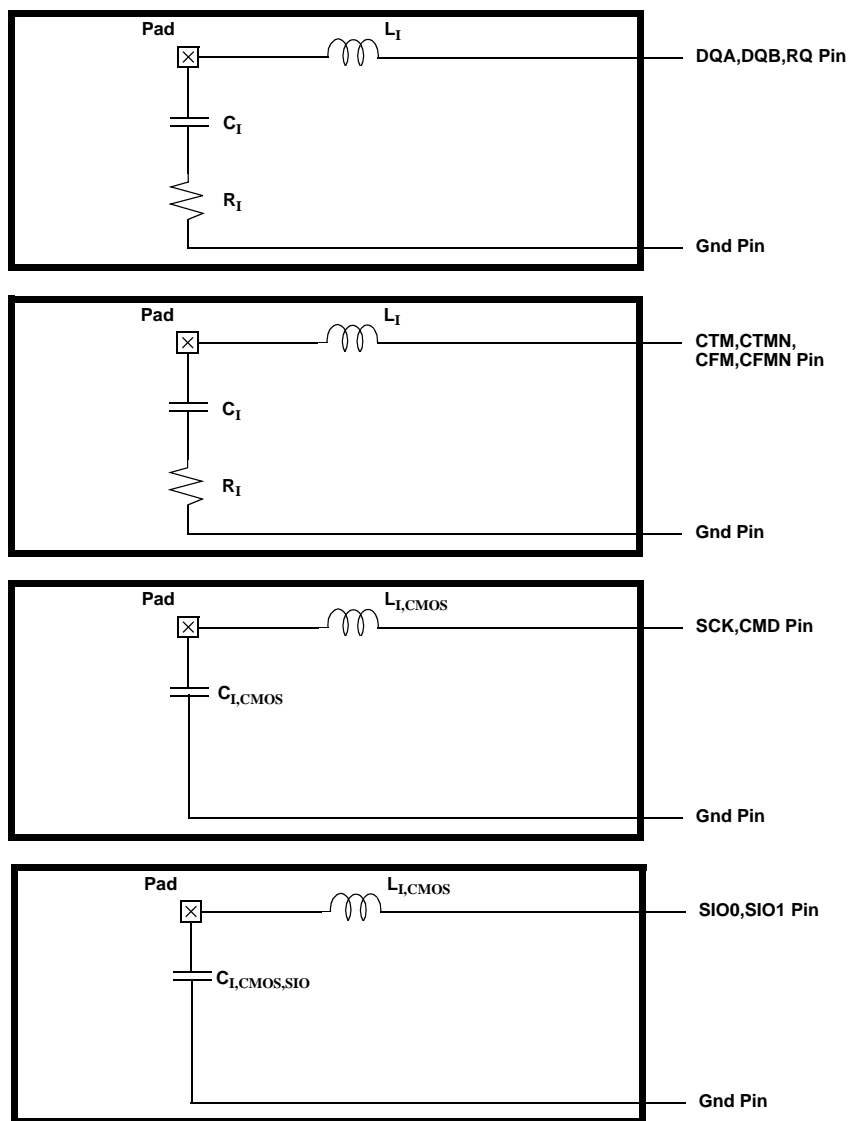 Pad
L_I
DQA,DQB,RQ Pin
C_I
R_I
Gnd Pin
Pad
L_I
CTM,CTMN,
CFM,CFMN Pin
C_I
R_I
Gnd Pin
Pad
L_I,CMOS
SCK,CMD Pin
C_I,CMOS
Gnd Pin
Pad
L_I,CMOS
SIO0,SIO1 Pin
C_I,CMOS,SIO
Gnd Pin